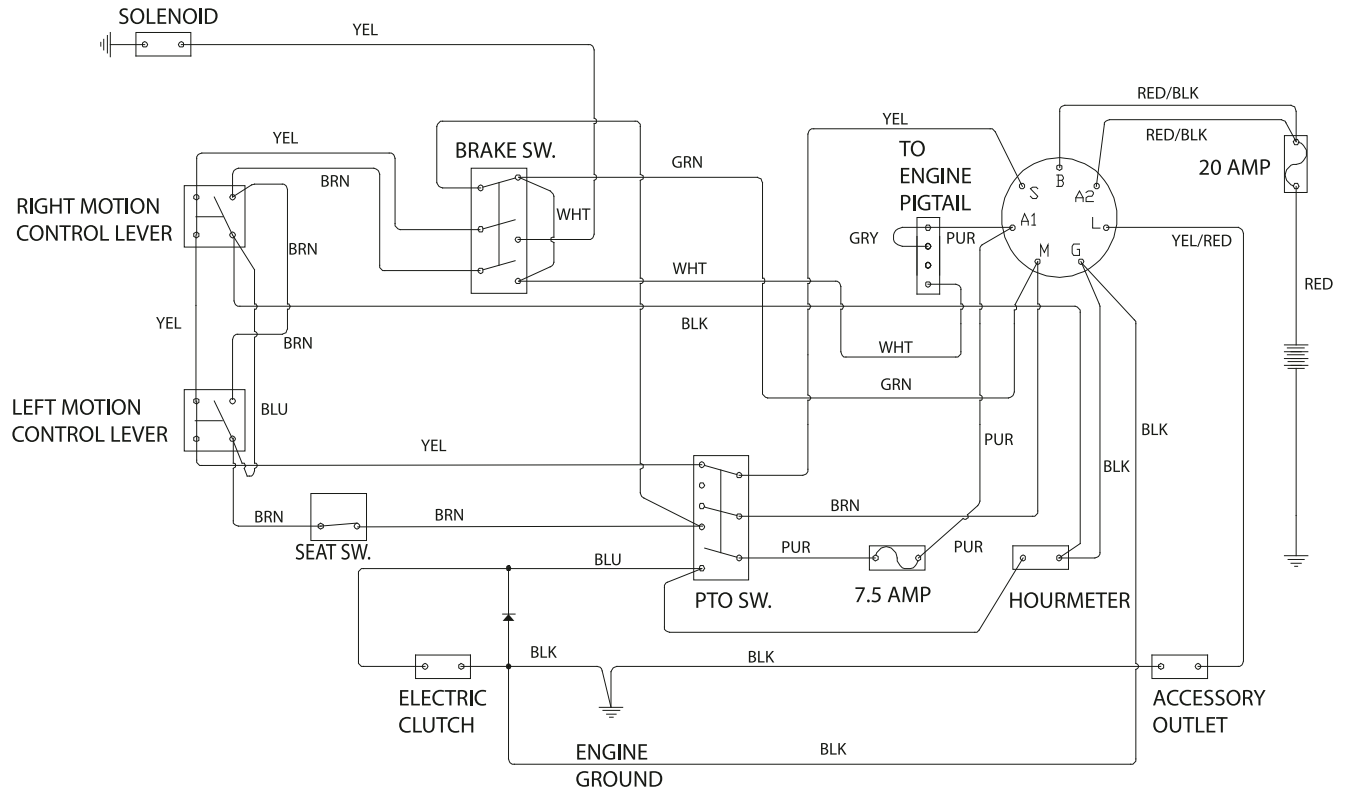 SOLENOID
YEL
RED/BLK
YEL
RED/BLK
YEL
BRAKE SW.
GRN
TO
ENGINE
PIGTAIL
20 AMP
BRN
B
S
A2
RIGHT MOTION
CONTROL LEVER
WHT
A1
L
GRY
PUR
YEL/RED
BRN
M
G
WHT
RED
YEL
BLK
BRN
WHT
GRN
LEFT MOTION
CONTROL LEVER
BLU
BLK
YEL
PUR
BLK
BRN
BRN
BRN
SEAT SW.
BLU
PUR
PUR
PTO SW.
7.5 AMP
HOURMETER
BLK
BLK
ELECTRIC
CLUTCH
ACCESSORY
OUTLET
ENGINE
GROUND
BLK